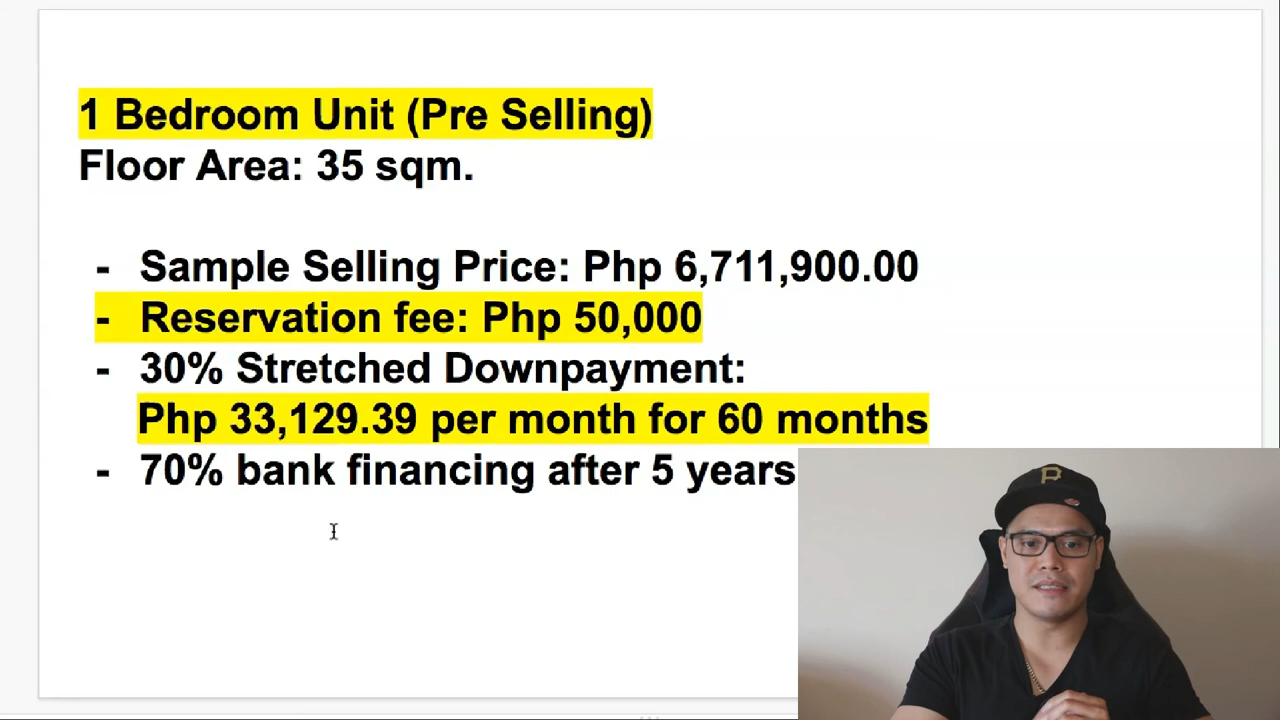 1 Bedroom Unit (Pre Selling)
Floor Area: 35 sqm.
- Sample Selling Price: Php 6,711,900.00
- Reservation fee: Php 50,000
- 30% Stretched Downpayment:
Php 33,129.39 per month for 60 months
- 70% bank financing after 5 years
P